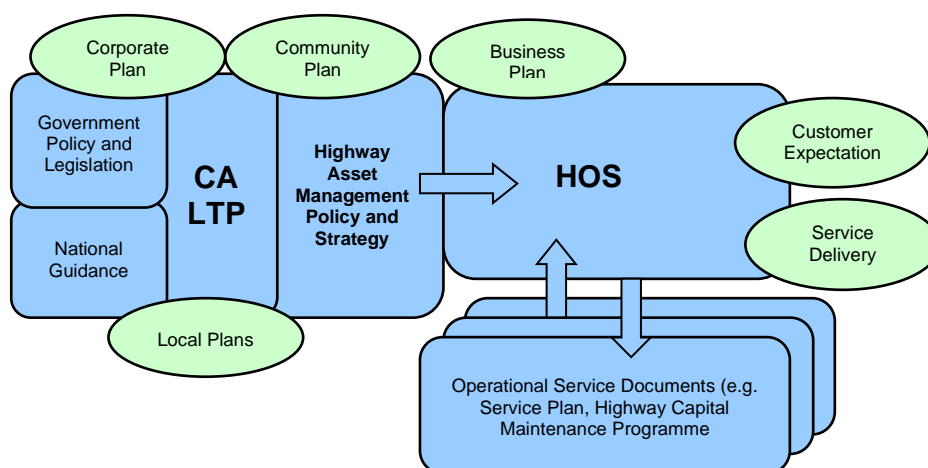 Corporate
Plan
Community
Plan
Business
Plan
Government
Policy and
Legislation
CA
LTP
Highway
Asset
Management
Policy and
Strategy
HOS
Customer
Expectation
National
Guidance
Service
Delivery
Local Plans
Operational Service Documents (e.g.
Service Plan, Highway Capital
Maintenance Programme